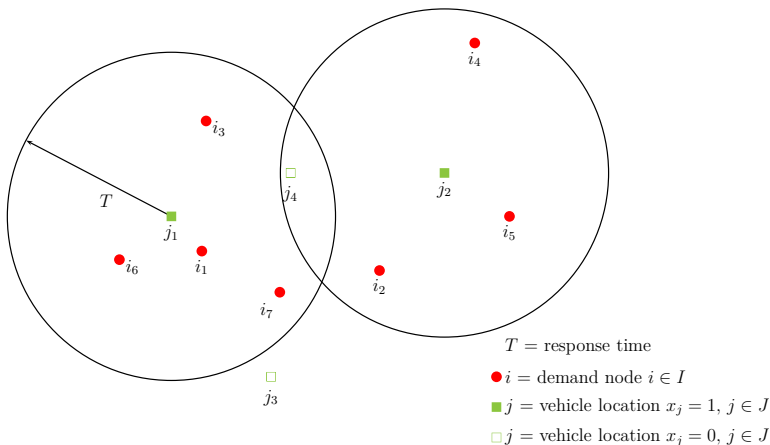 i₄
i₃
T
j₄
j₂
j₁
i₅
i₁
i₆
i₂
i₇
T = response time
i = demand node i ∈ I
j₃
j = vehicle location xⱼ = 1, j ∈ J
j = vehicle location xⱼ = 0, j ∈ J